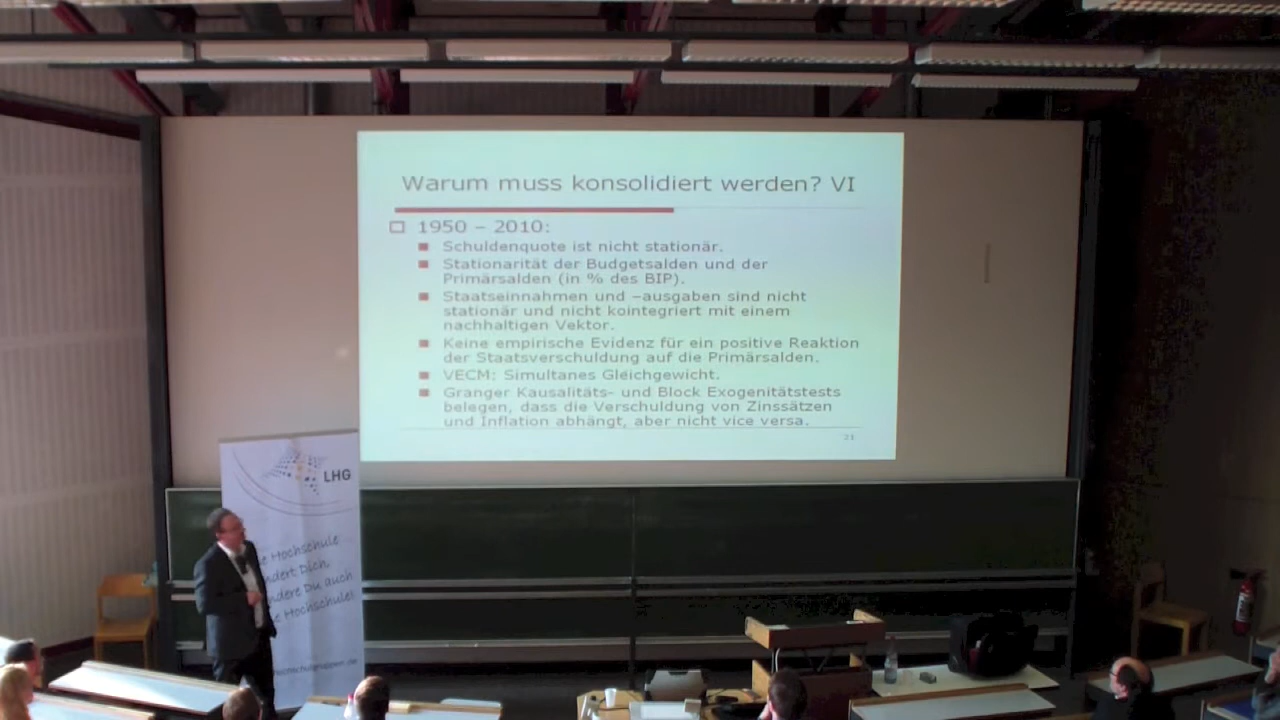 Warum muss konsolidiert werden? VI
1950 – 2010:
Schuldenquote ist nicht stationär.
Stationarität der Budgetsalden und der
Primärsalden (in % des BIP).
Staatseinnahmen und –ausgaben sind nicht
stationär und nicht kointegriert mit einem
nachhaltigen Vektor.
Keine empirische Evidenz für ein positive Reaktion
der Staatsverschuldung auf die Primärsalden.
VECM: Simultanes Gleichgewicht.
Granger Kausalitäts- und Block Exogenitätstests
belegen, dass die Verschuldung von Zinssätzen
und Inflation abhängt, aber nicht vice versa.
21
LHG
Hochschule
Dich,
Du auch
Hochschule!